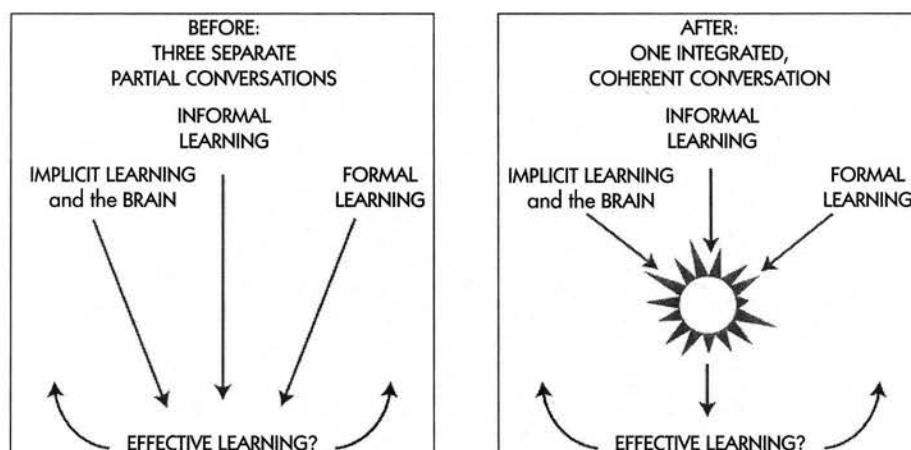 BEFORE:
THREE SEPARATE
PARTIAL CONVERSATIONS
INFORMAL
LEARNING
IMPLICIT LEARNING
and the BRAIN
FORMAL
LEARNING
EFFECTIVE LEARNING?
AFTER:
ONE INTEGRATED,
COHERENT CONVERSATION
INFORMAL
LEARNING
IMPLICIT LEARNING
and the BRAIN
FORMAL
LEARNING
EFFECTIVE LEARNING?